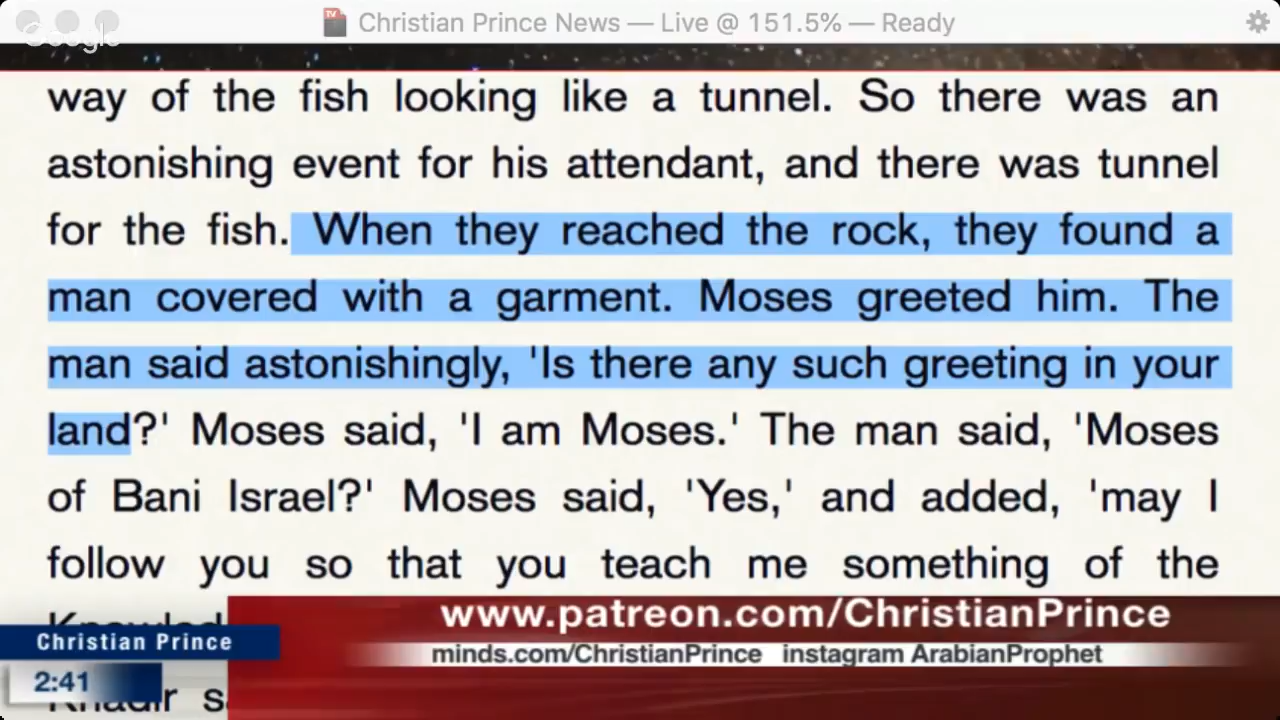 Christian Prince News — Live @ 151.5% — Ready
Google
way of the fish looking like a tunnel. So there was an
astonishing event for his attendant, and there was tunnel
for the fish. When they reached the rock, they found a
man covered with a garment. Moses greeted him. The
man said astonishingly, 'Is there any such greeting in your
land?' Moses said, 'I am Moses.' The man said, 'Moses
of Bani Israel?' Moses said, 'Yes,' and added, 'may I
follow you so that you teach me something of the
www.patreon.com/ChristianPrince
Christian Prince
minds.com/ChristianPrince instagram ArabianProphet
2:41